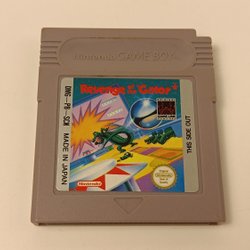 Nintendo GAME BOY
Revenge of the 'Gator
DMG-PB-SCN
MADE IN JAPAN
THIS SIDE OUT
Nintendo